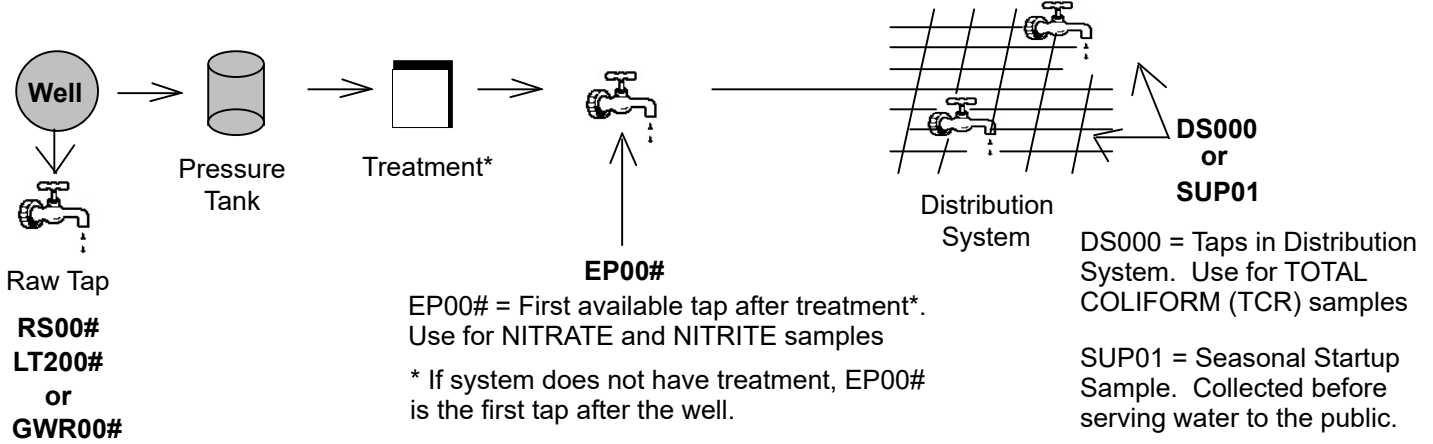 Well
Pressure
Tank
Treatment*
Raw Tap
RS00#
LT200#
or
GWR00#
EP00#
EP00# = First available tap after treatment*.
Use for NITRATE and NITRITE samples
* If system does not have treatment, EP00#
is the first tap after the well.
Distribution
System
DS000
or
SUP01
DS000 = Taps in Distribution
System. Use for TOTAL
COLIFORM (TCR) samples
SUP01 = Seasonal Startup
Sample. Collected before
serving water to the public.